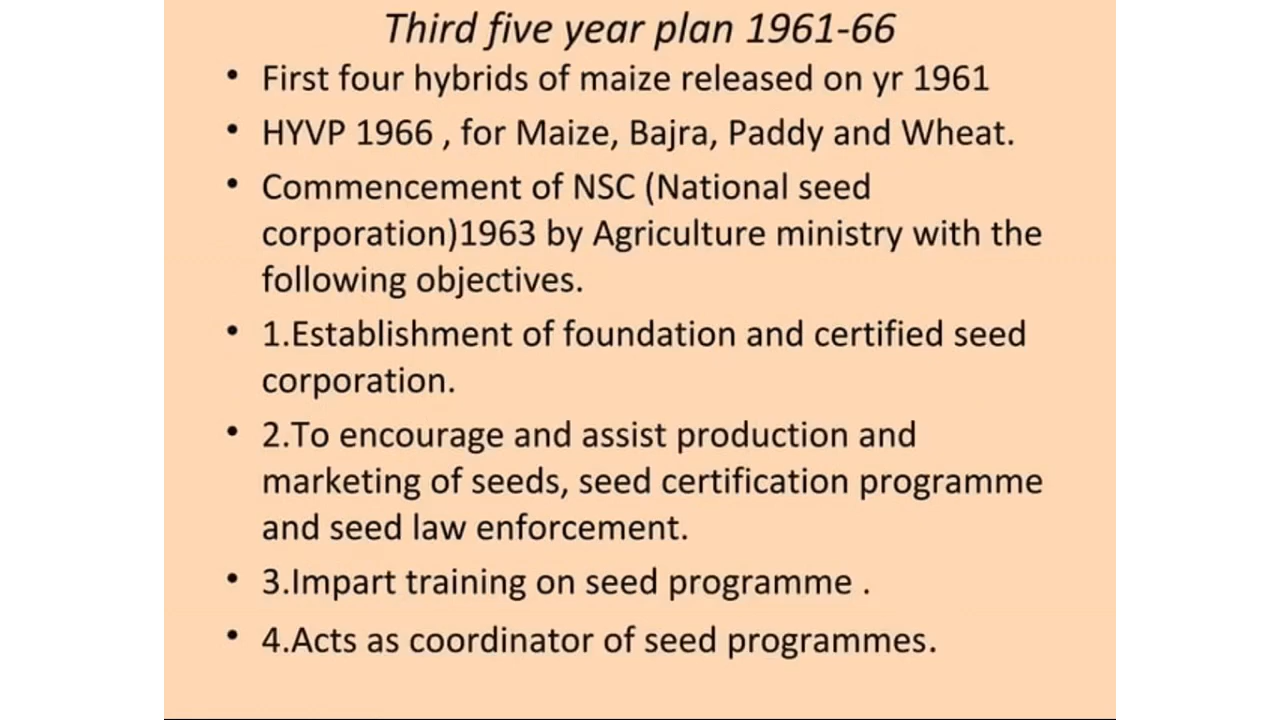 Third five year plan 1961-66
• First four hybrids of maize released on yr 1961
• HYVP 1966 , for Maize, Bajra, Paddy and Wheat.
• Commencement of NSC (National seed
corporation)1963 by Agriculture ministry with the
following objectives.
• 1.Establishment of foundation and certified seed
corporation.
• 2.To encourage and assist production and
marketing of seeds, seed certification programme
and seed law enforcement.
• 3.Impart training on seed programme .
• 4.Acts as coordinator of seed programmes.